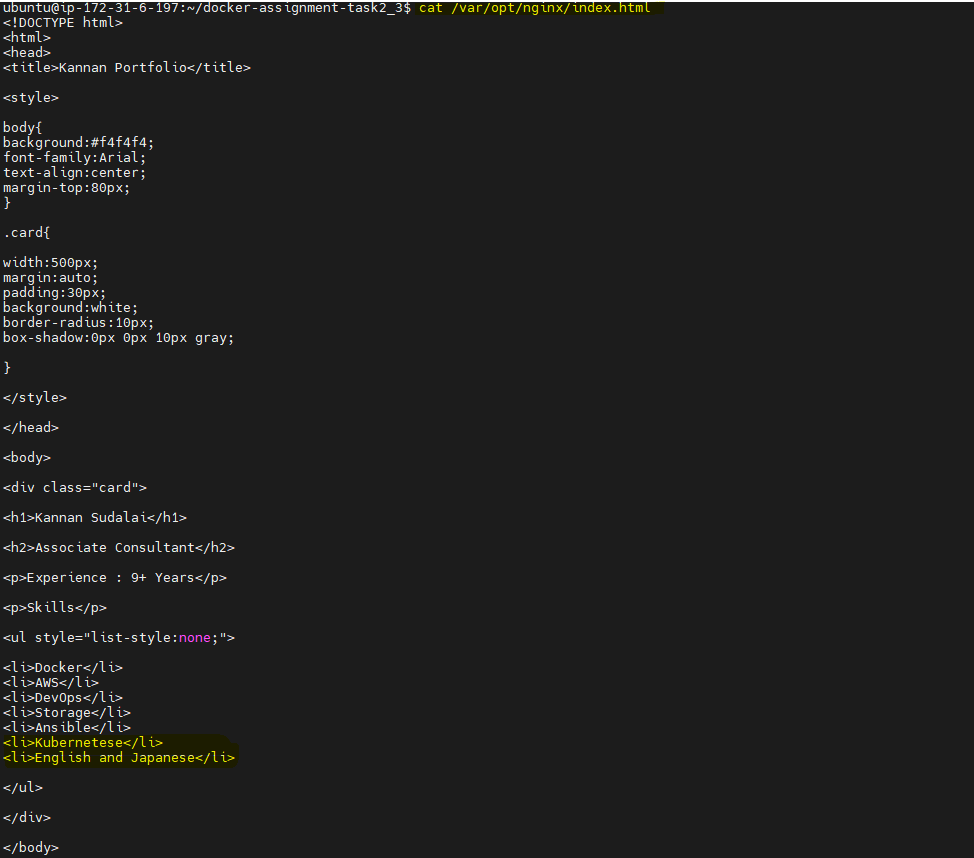 ubuntu@ip-172-31-6-197:~/docker-assignment-task2_3$ cat /var/opt/nginx/index.html
<!DOCTYPE html>
<html>
<head>
<title>Kannan Portfolio</title>
<style>
body{
background:#f4f4f4;
font-family:Arial;
text-align:center;
margin-top:80px;
}
.card{
width:500px;
margin:auto;
padding:30px;
background:white;
border-radius:10px;
box-shadow:0px 0px 10px gray;
}
</style>
</head>
<body>
<div class="card">
<h1>Kannan Sudalai</h1>
<h2>Associate Consultant</h2>
<p>Experience : 9+ Years</p>
<p>Skills</p>
<ul style="list-style:none;">
<li>Docker</li>
<li>AWS</li>
<li>DevOps</li>
<li>Storage</li>
<li>Ansible</li>
<li>Kubernetese</li>
<li>English and Japanese</li>
</ul>
</div>
</body>